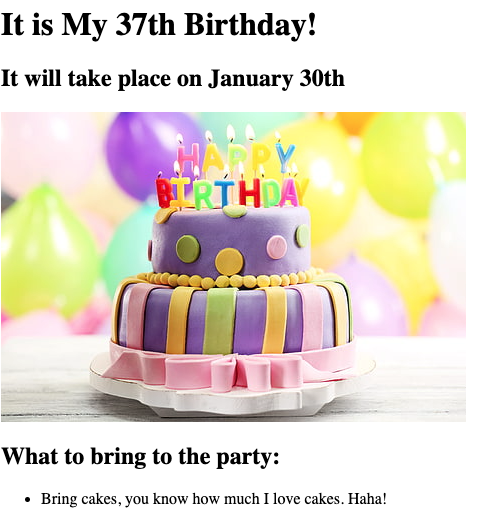 It is My 37th Birthday!
It will take place on January 30th
HAPPY
BIRTHDAY
What to bring to the party:
Bring cakes, you know how much I love cakes. Haha!